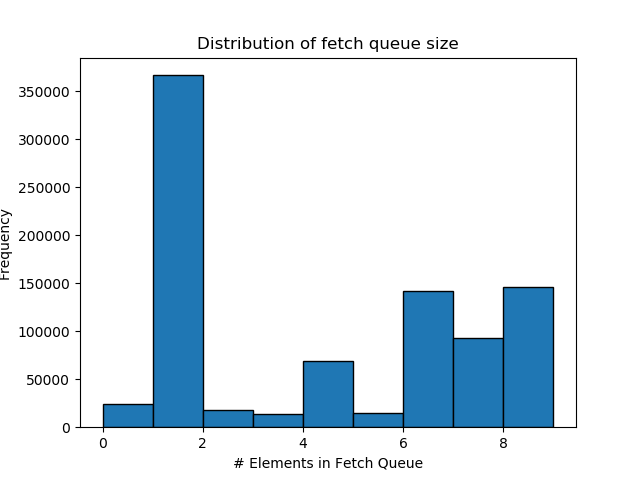 Distribution of fetch queue size
350000
300000
250000
200000
150000
100000
50000
0
Frequency
0 2 4 6 8
# Elements in Fetch Queue